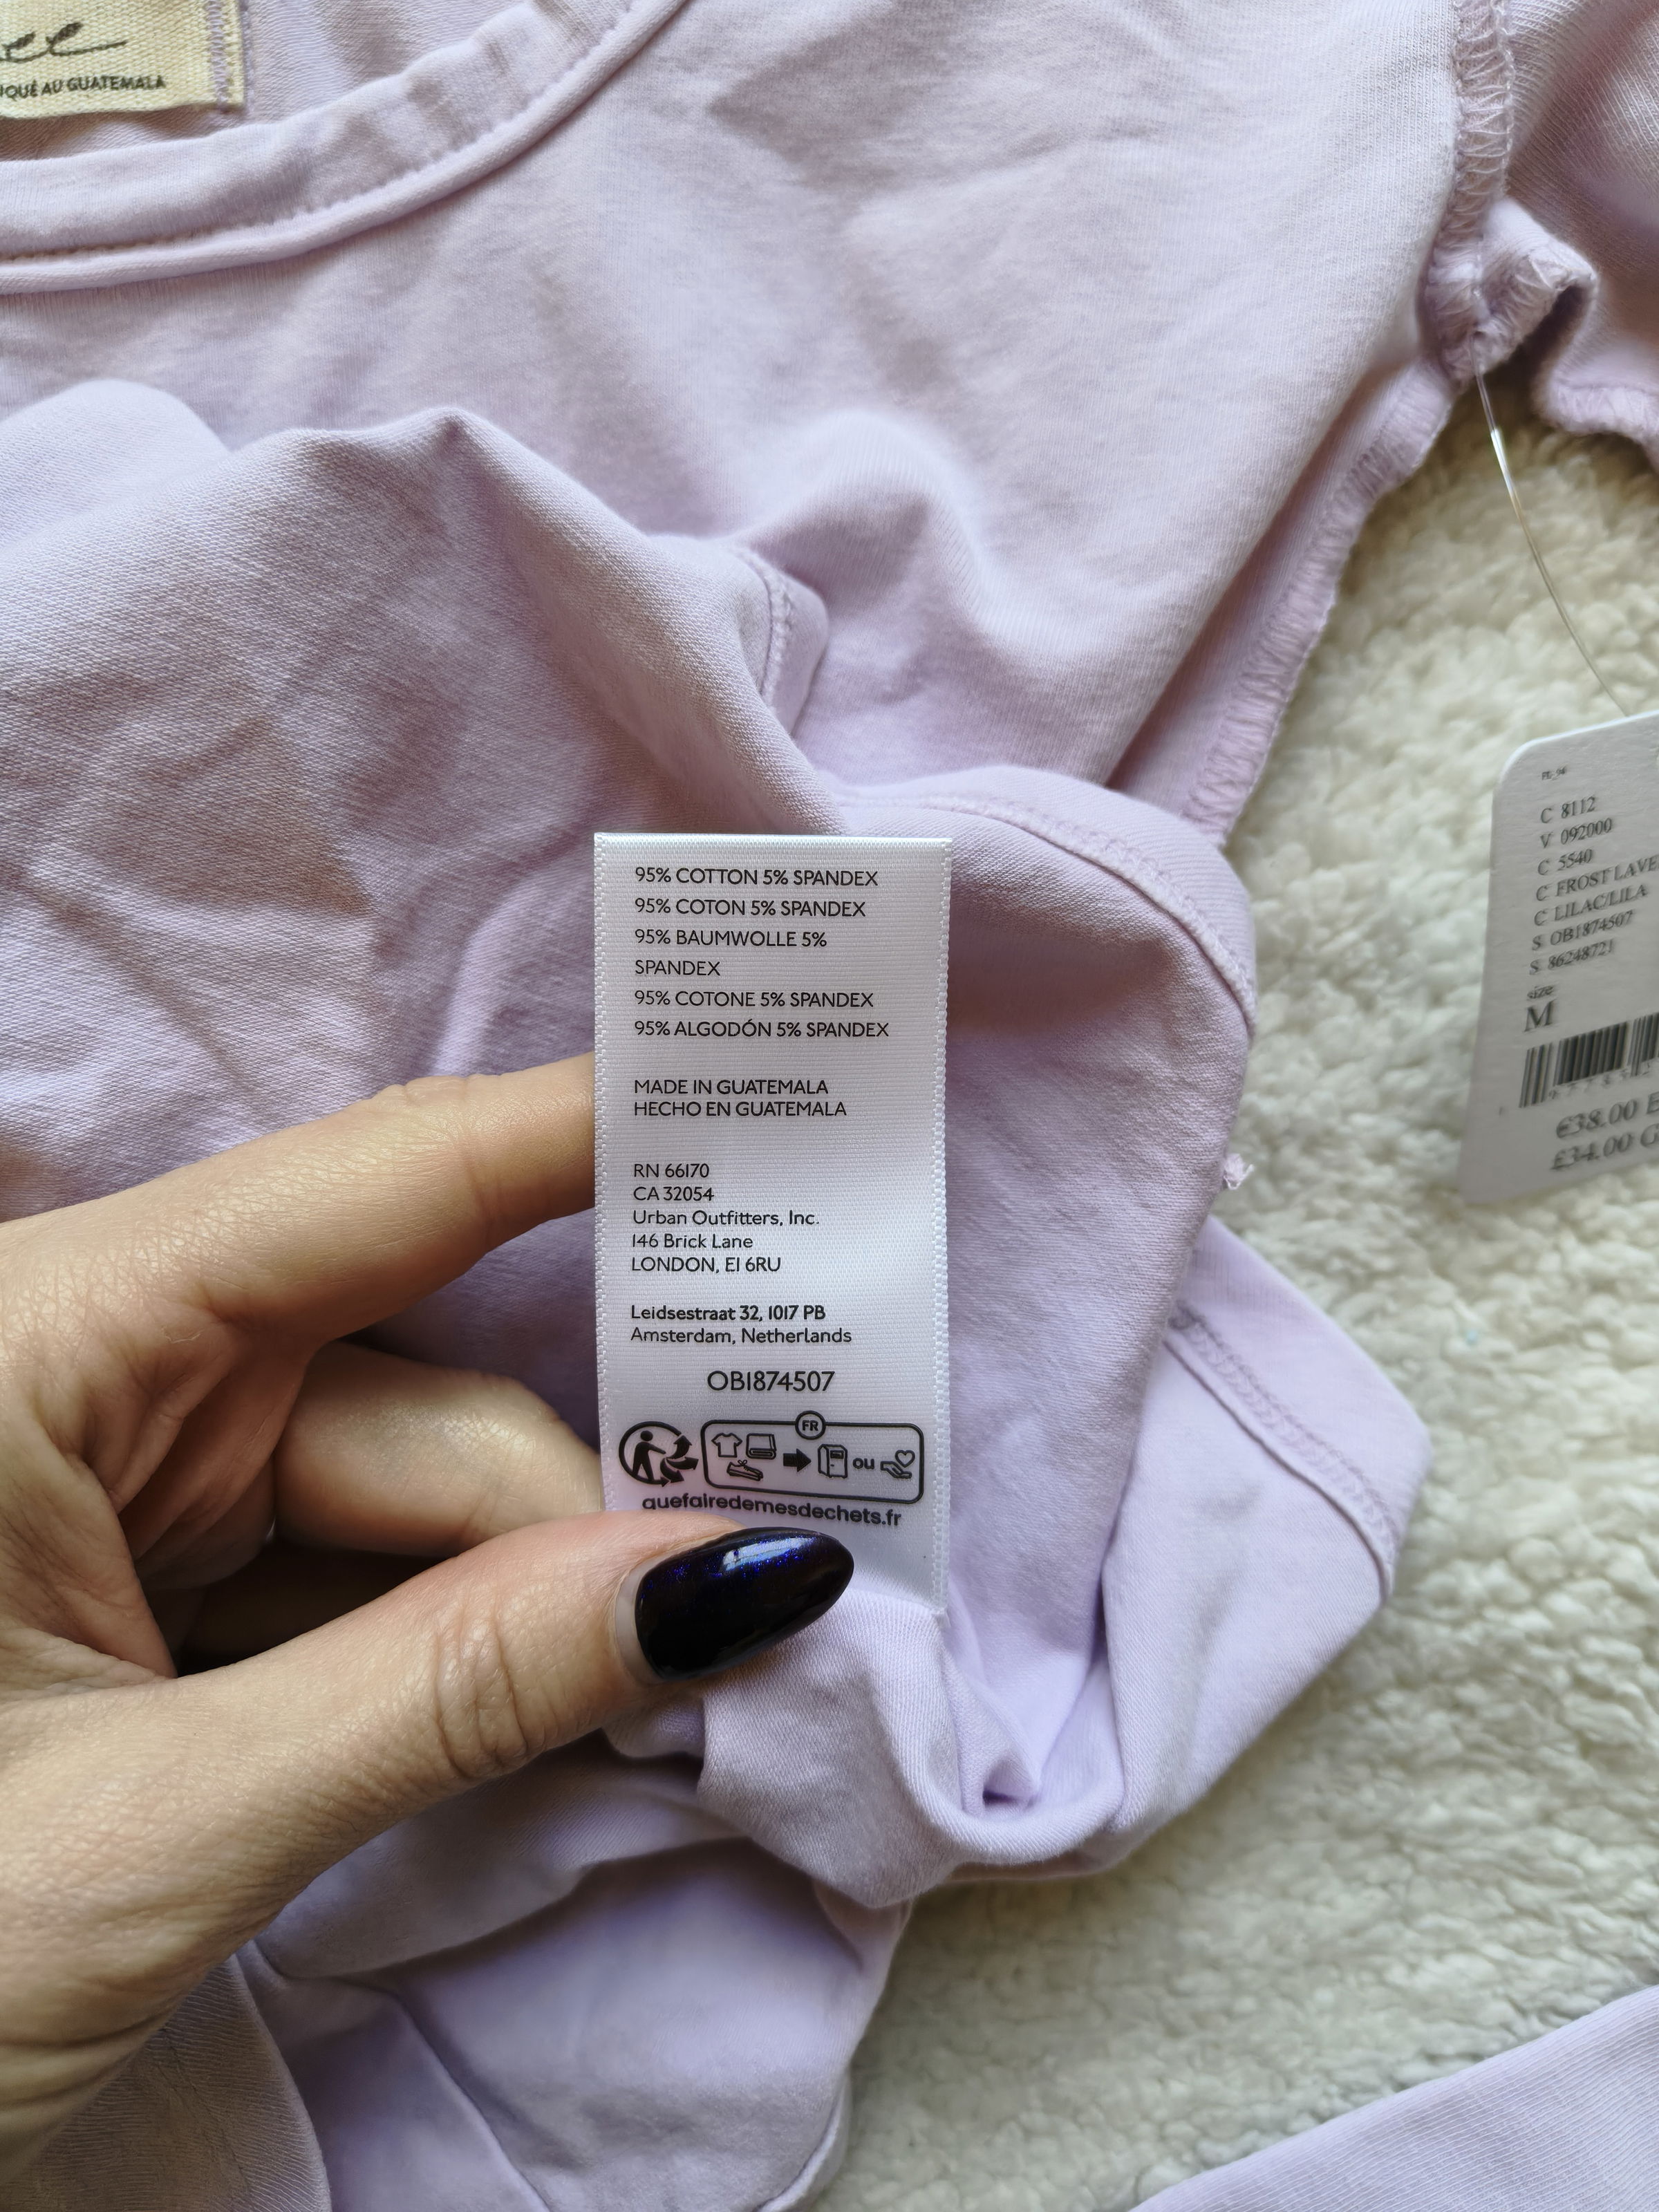 ee
AU GUATEMALA
95% COTTON 5% SPANDEX
95% COTON 5% SPANDEX
95% BAUMWOLLE 5%
SPANDEX
95% COTONE 5% SPANDEX
95% ALGODÓN 5% SPANDEX
MADE IN GUATEMALA
HECHO EN GUATEMALA
RN 66170
CA 32054
Urban Outfitters, Inc.
146 Brick Lane
LONDON, E1 6RU
Leidsestraat 32, 1017 PB
Amsterdam, Netherlands
OB1874507
FR
ou
quefairedemesdechets.fr
C 8112
V 092000
C 5540
C FROST LAVE
C LILAC/LILA
S OB1874507
S 86248721
size
M
€38.00 E
£34.00 G